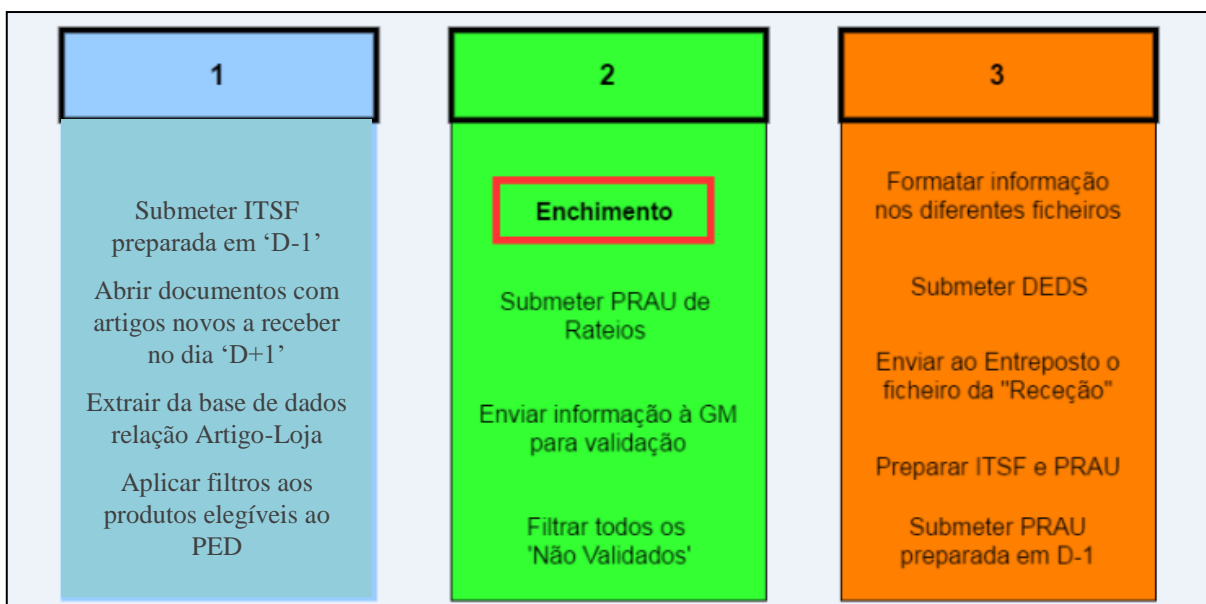 1
Submeter ITSF
preparada em ‘D-1’
Abrir documentos com
artigos novos a receber
no dia ‘D+1’
Extrair da base de dados
relação Artigo-Loja
Aplicar filtros aos
produtos elegíveis ao
PED
2
Enchimento
Submeter PRAU de
Rateios
Enviar informação à GM
para validação
Filtrar todos os
'Não Validados'
3
Formatar informação
nos diferentes ficheiros
Submeter DEDS
Enviar ao Entreposto o
ficheiro da "Receção"
Preparar ITSF e PRAU
Submeter PRAU
preparada em D-1